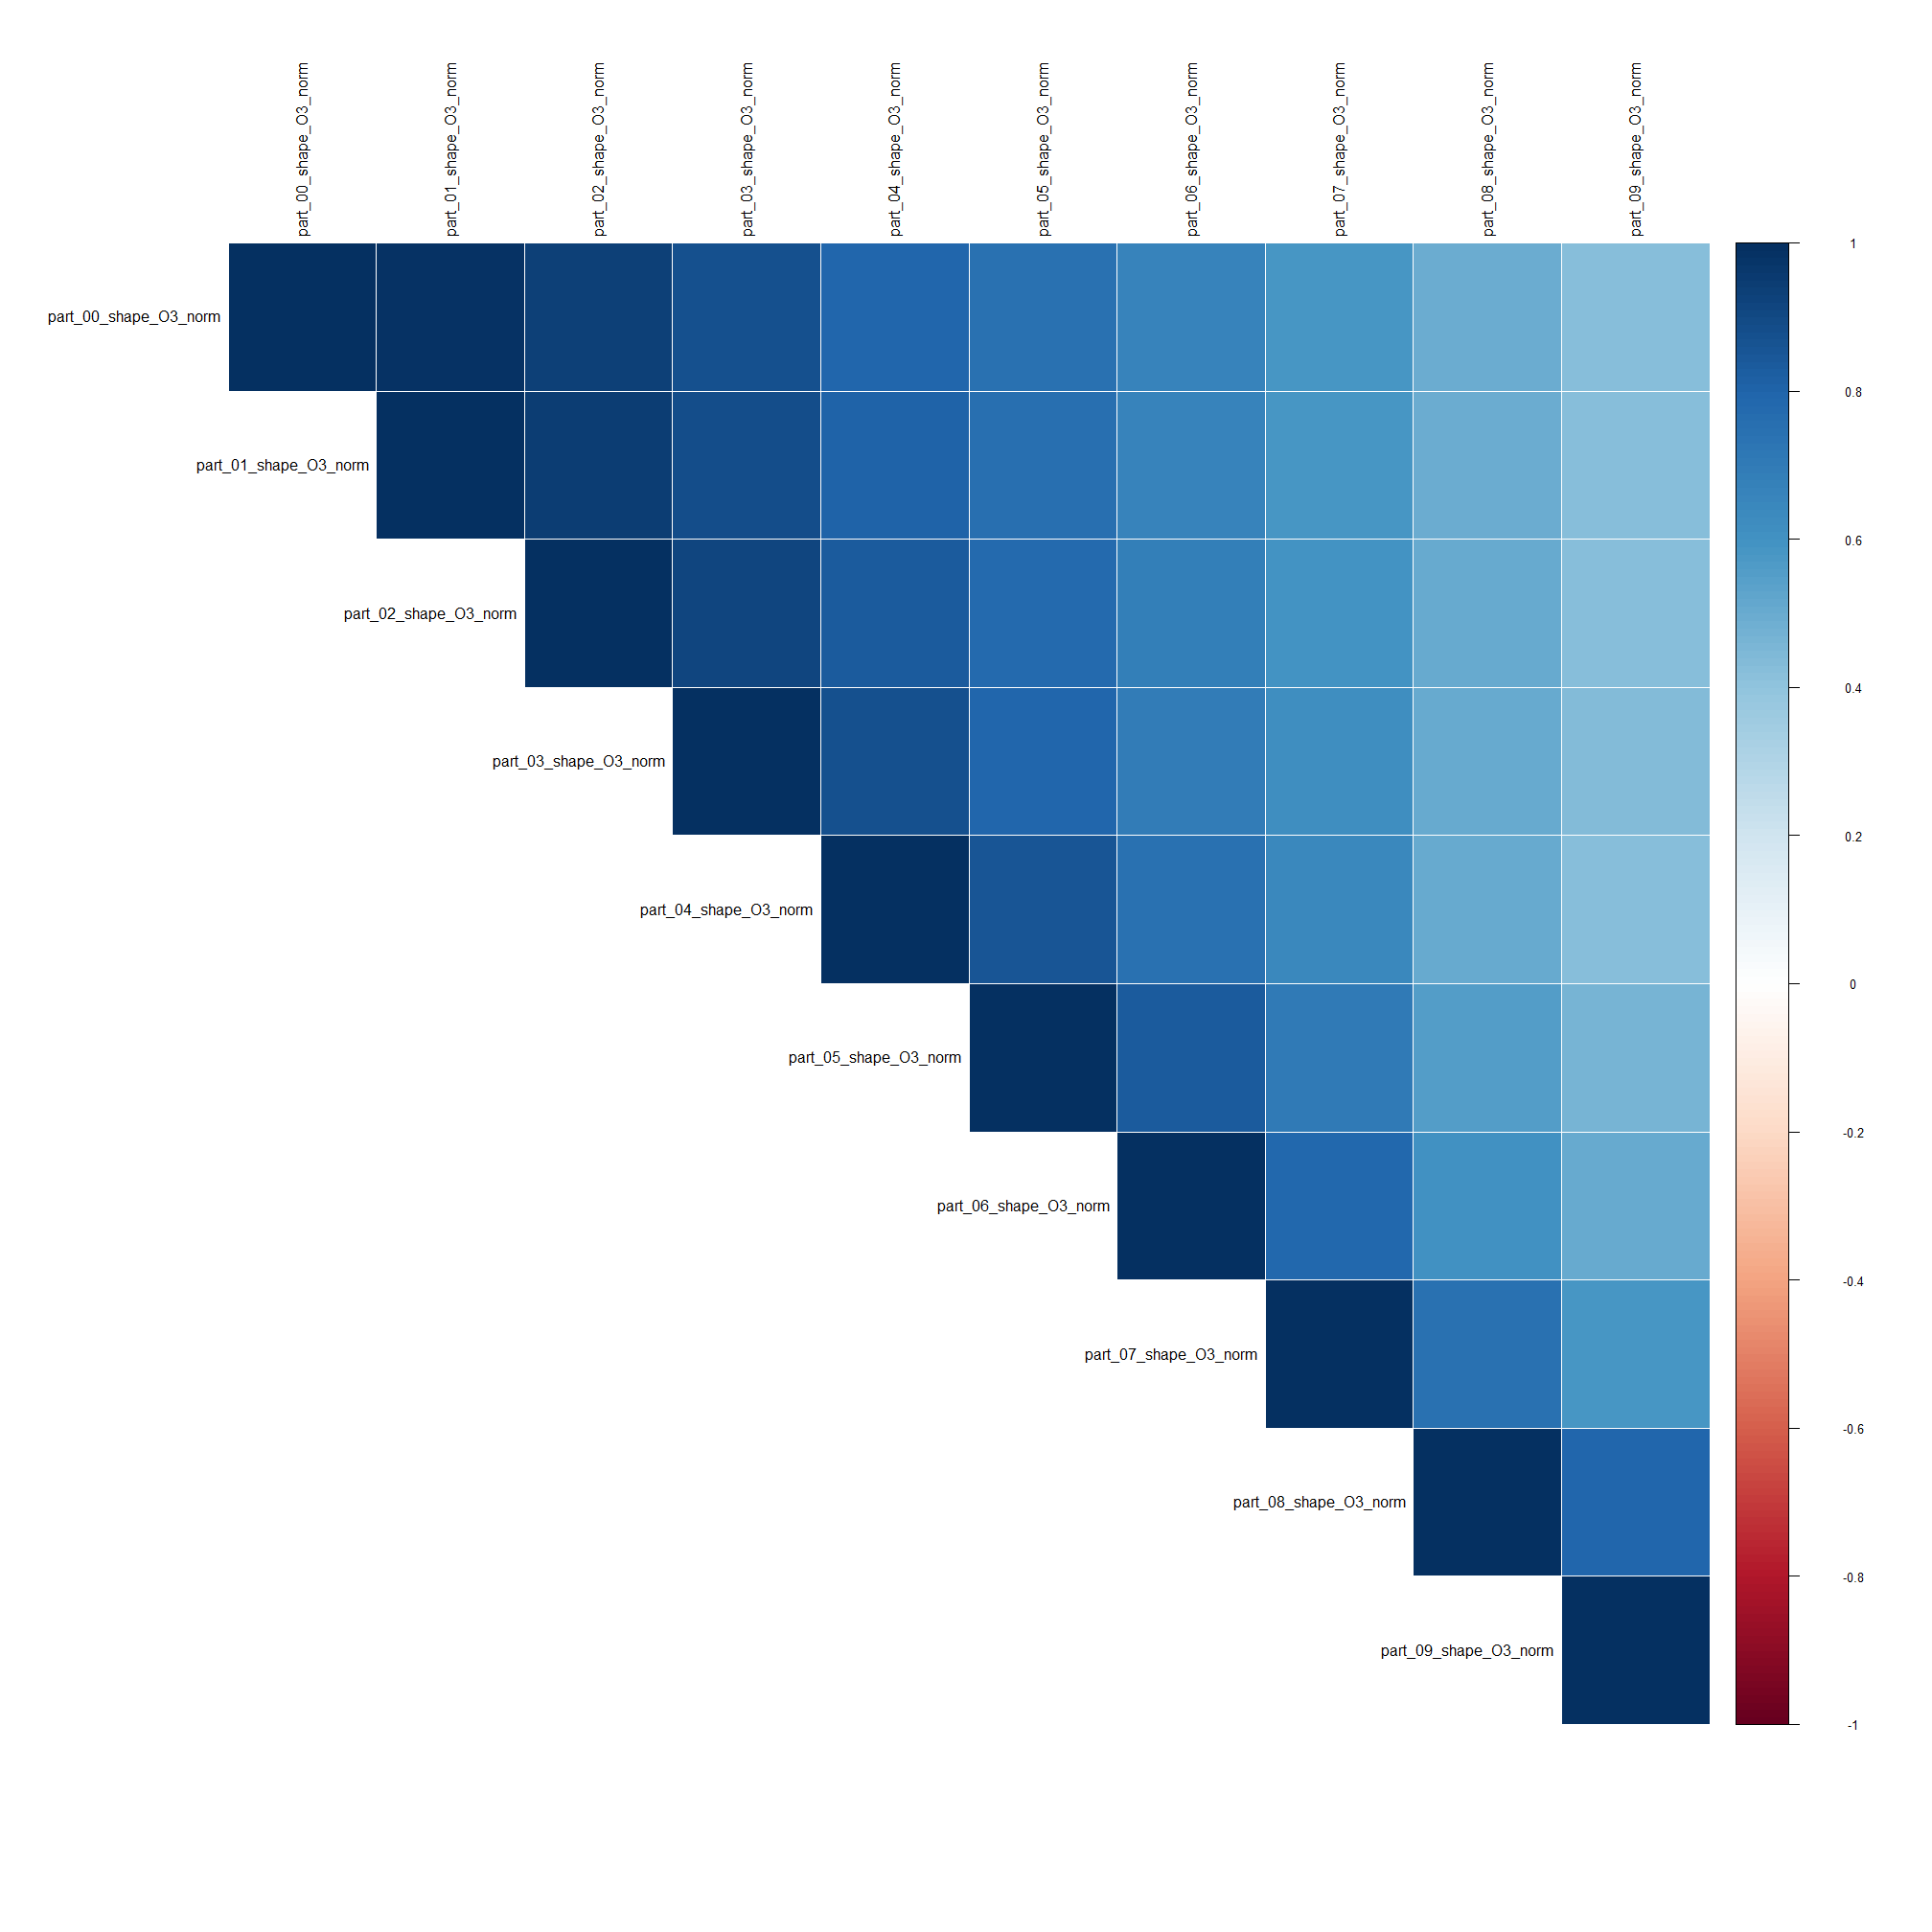 part_00_shape_O3_norm
part_01_shape_O3_norm
part_02_shape_O3_norm
part_03_shape_O3_norm
part_04_shape_O3_norm
part_05_shape_O3_norm
part_06_shape_O3_norm
part_07_shape_O3_norm
part_08_shape_O3_norm
part_09_shape_O3_norm
part_00_shape_O3_norm
part_01_shape_O3_norm
part_02_shape_O3_norm
part_03_shape_O3_norm
part_04_shape_O3_norm
part_05_shape_O3_norm
part_06_shape_O3_norm
part_07_shape_O3_norm
part_08_shape_O3_norm
part_09_shape_O3_norm
1
0.8
0.6
0.4
0.2
0
-0.2
-0.4
-0.6
-0.8
-1